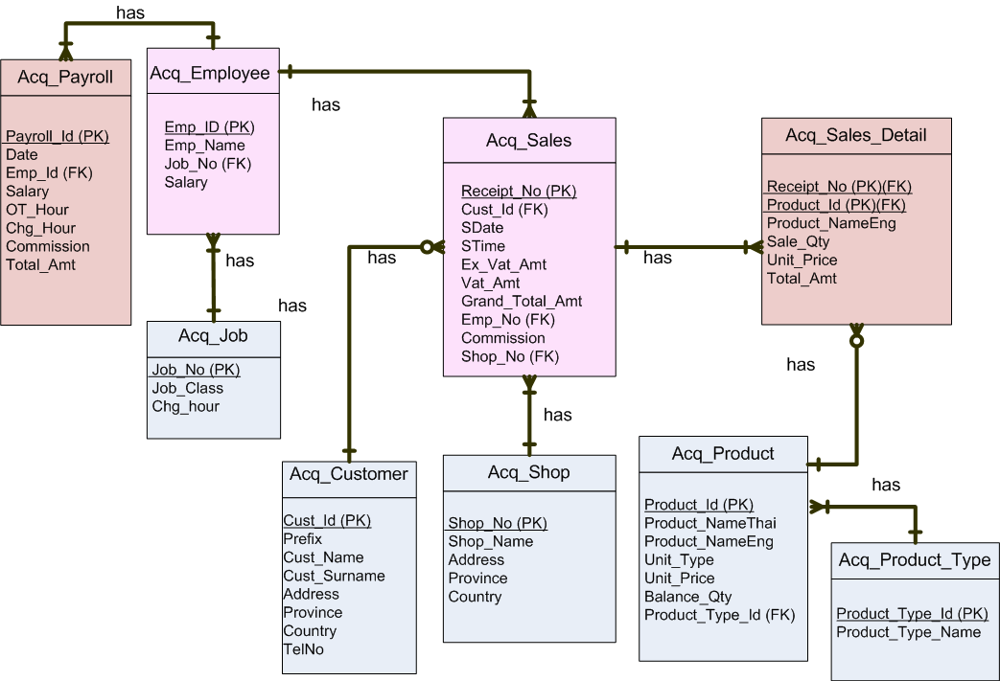 has
Acq_Payroll
Payroll_Id (PK)
Date
Emp_Id (FK)
Salary
OT_Hour
Chg_Hour
Commission
Total_Amt
Acq_Employee
Emp_ID (PK)
Emp_Name
Job_No (FK)
Salary
has
has
has
Acq_Job
Job_No (PK)
Job_Class
Chg_hour
Acq_Sales
Receipt_No (PK)
Cust_Id (FK)
SDate
STime
Ex_Vat_Amt
Vat_Amt
Grand_Total_Amt
Emp_No (FK)
Commission
Shop_No (FK)
has
has
Acq_Sales_Detail
Receipt_No (PK)(FK)
Product_Id (PK)(FK)
Product_NameEng
Sale_Qty
Unit_Price
Total_Amt
has
has
Acq_Customer
Cust_Id (PK)
Prefix
Cust_Name
Cust_Surname
Address
Province
Country
TelNo
Acq_Shop
Shop_No (PK)
Shop_Name
Address
Province
Country
Acq_Product
Product_Id (PK)
Product_NameThai
Product_NameEng
Unit_Type
Unit_Price
Balance_Qty
Product_Type_Id (FK)
has
Acq_Product_Type
Product_Type_Id (PK)
Product_Type_Name